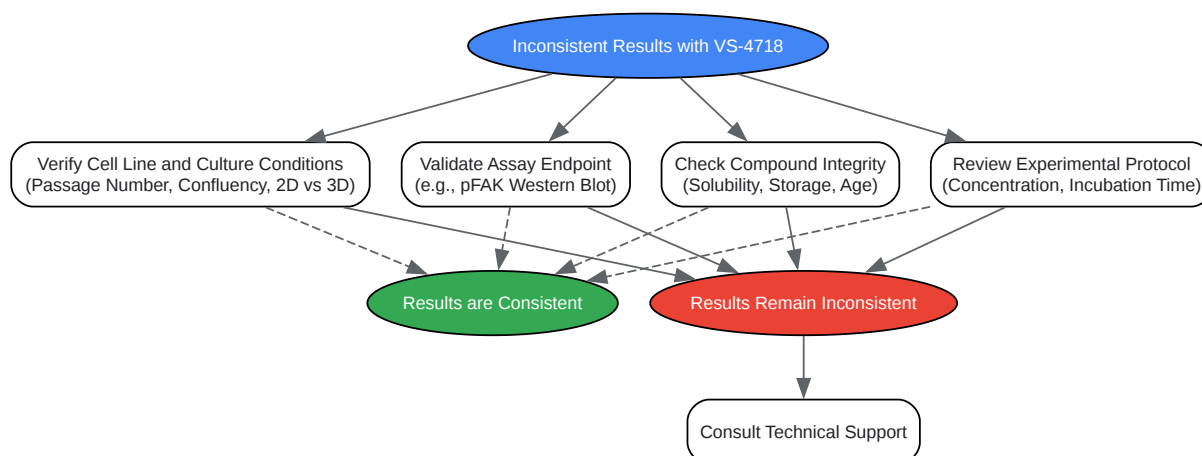 Inconsistent Results with VS-4718
Verify Cell Line and Culture Conditions
(Passage Number, Confluency, 2D vs 3D)
Validate Assay Endpoint
(e.g., pFAK Western Blot)
Check Compound Integrity
(Solubility, Storage, Age)
Review Experimental Protocol
(Concentration, Incubation Time)
Results are Consistent
Results Remain Inconsistent
Consult Technical Support